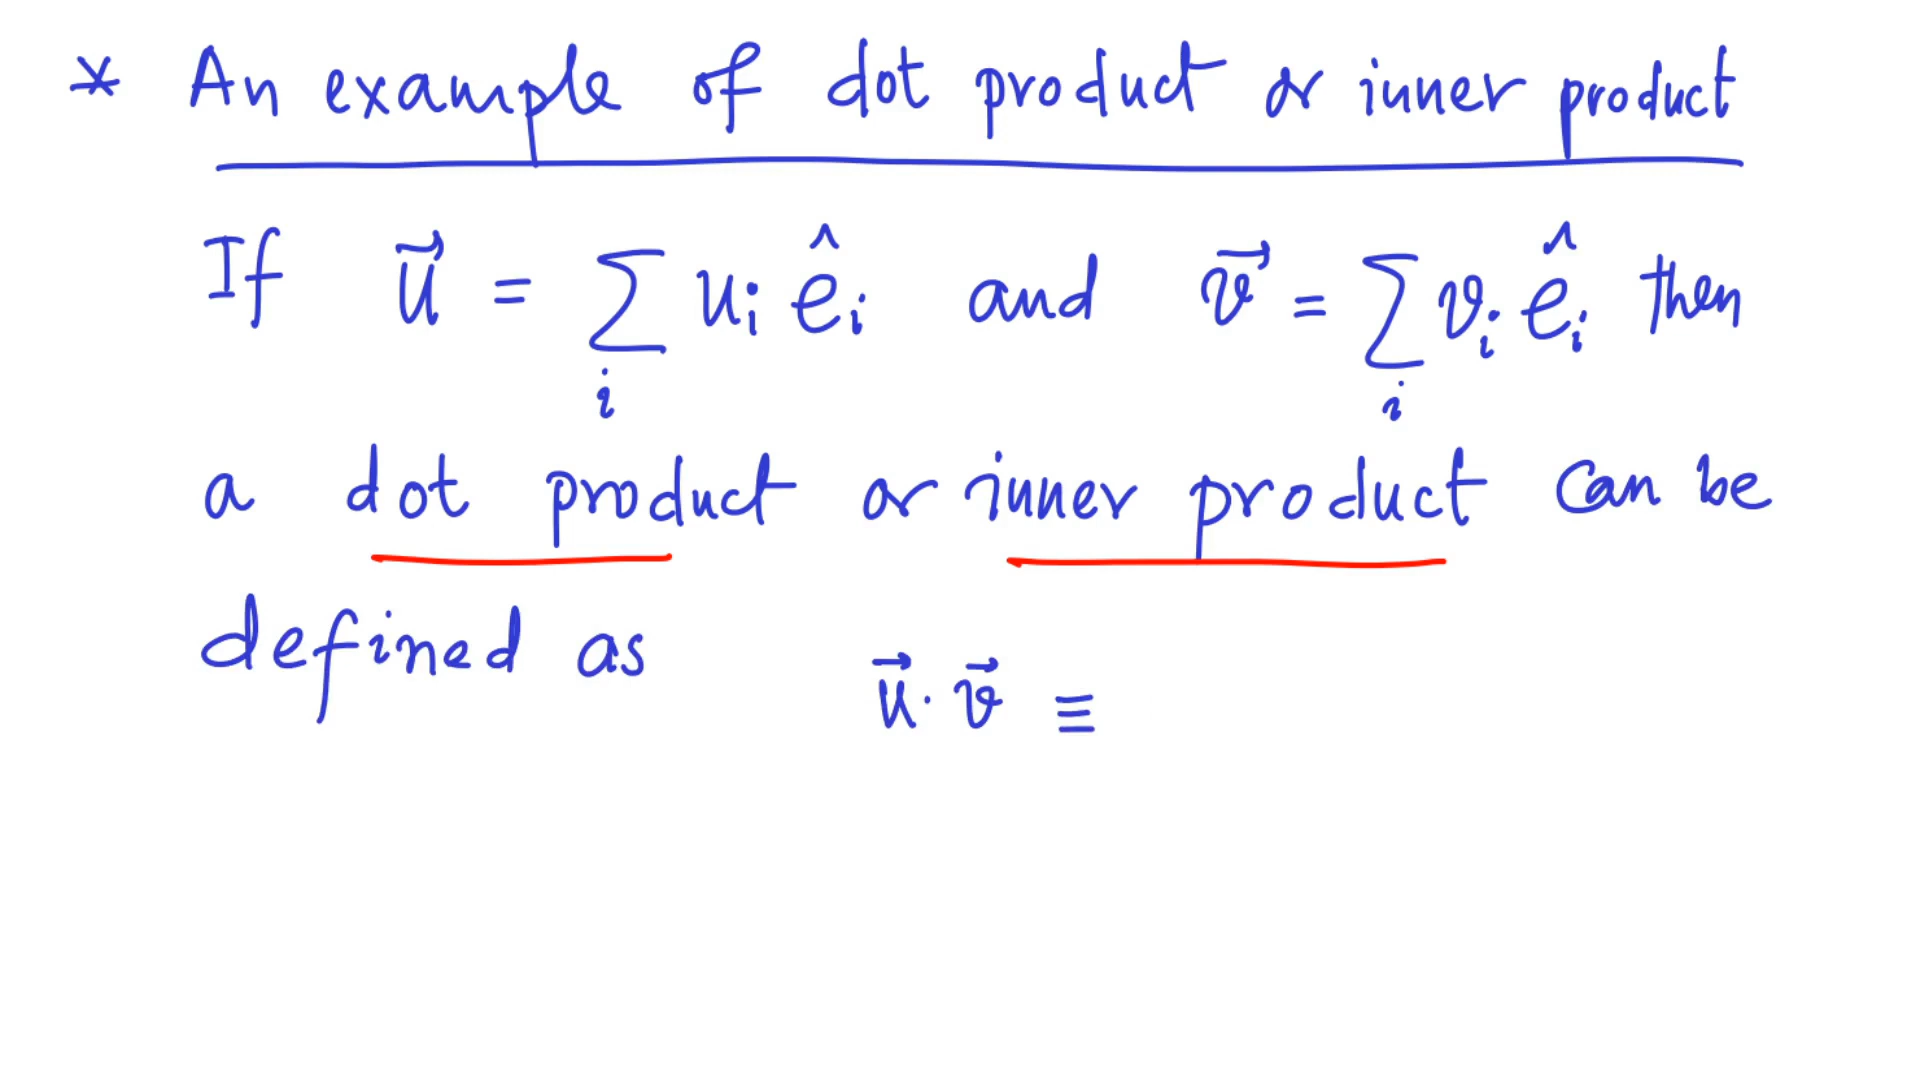 * An example of dot product or inner product
If u⃗ = ∑ᵢ uᵢ êᵢ and v⃗ = ∑ᵢ vᵢ êᵢ then
a dot product or inner product can be
defined as
u⃗ · v⃗ ≡